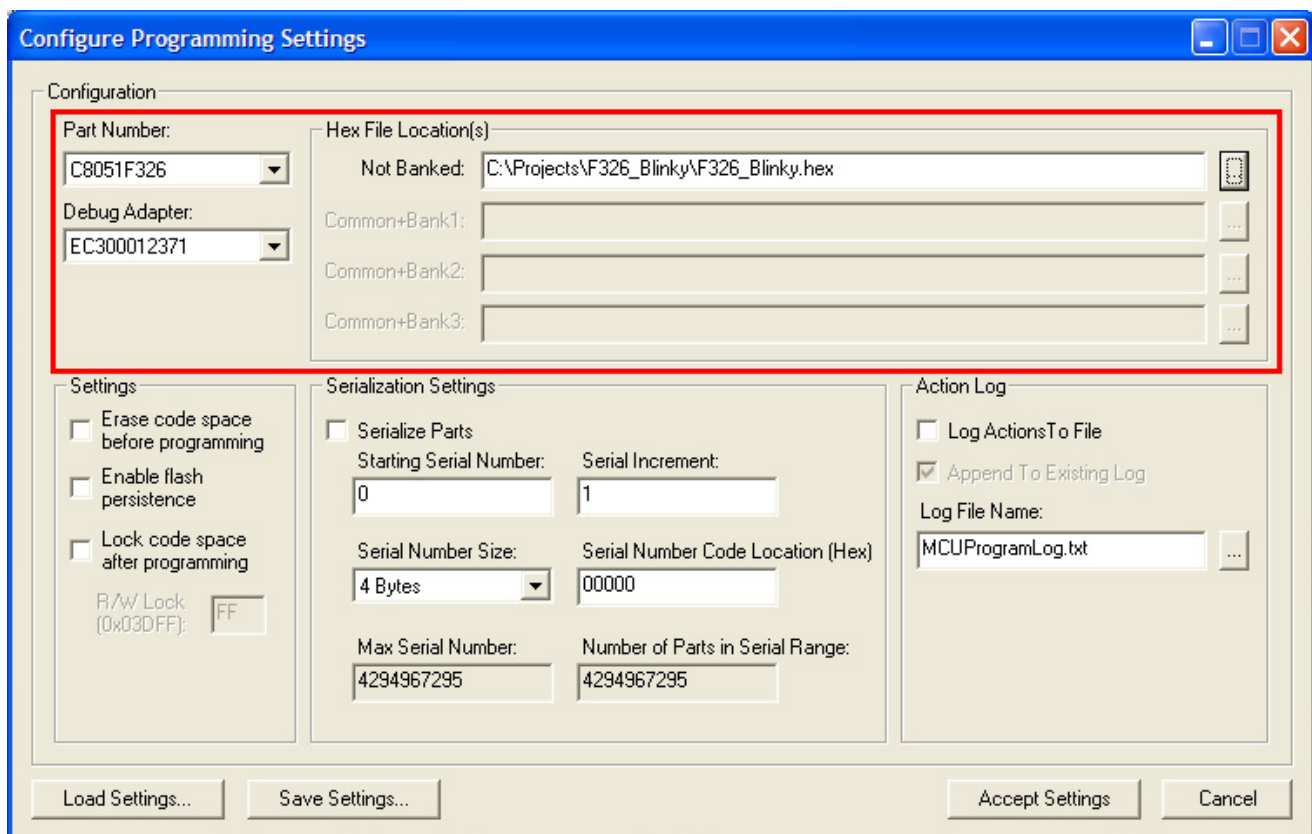 Configure Programming Settings
Configuration
Part Number:
C8051F326
Debug Adapter:
EC300012371
Hex File Location(s)
Not Banked: C:\Projects\F326_Blinky\F326_Blinky.hex
Common+Bank1: ...
Common+Bank2: ...
Common+Bank3: ...
Settings
Erase code space
before programming
Enable flash
persistence
Lock code space
after programming
R/W Lock
(0x03DFF): FF
Serialization Settings
Serialize Parts
Starting Serial Number: Serial Increment:
0 1
Serial Number Size: Serial Number Code Location (Hex)
4 Bytes 00000
Max Serial Number: Number of Parts in Serial Range:
4294967295 4294967295
Action Log
Log ActionsTo File
Append To Existing Log
Log File Name:
MCUProgramLog.txt ...
Load Settings... Save Settings... Accept Settings Cancel